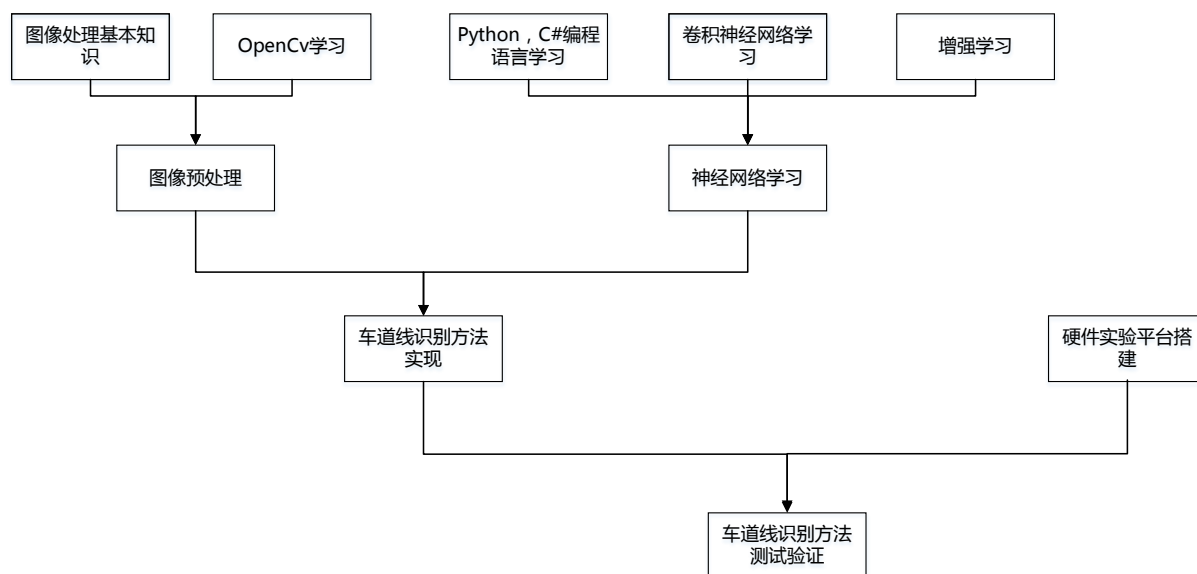 图像处理基本知
识
OpenCv学习
Python，C#编程
语言学习
卷积神经网络学
习
增强学习
图像预处理
神经网络学习
车道线识别方法
实现
硬件实验平台搭
建
车道线识别方法
测试验证